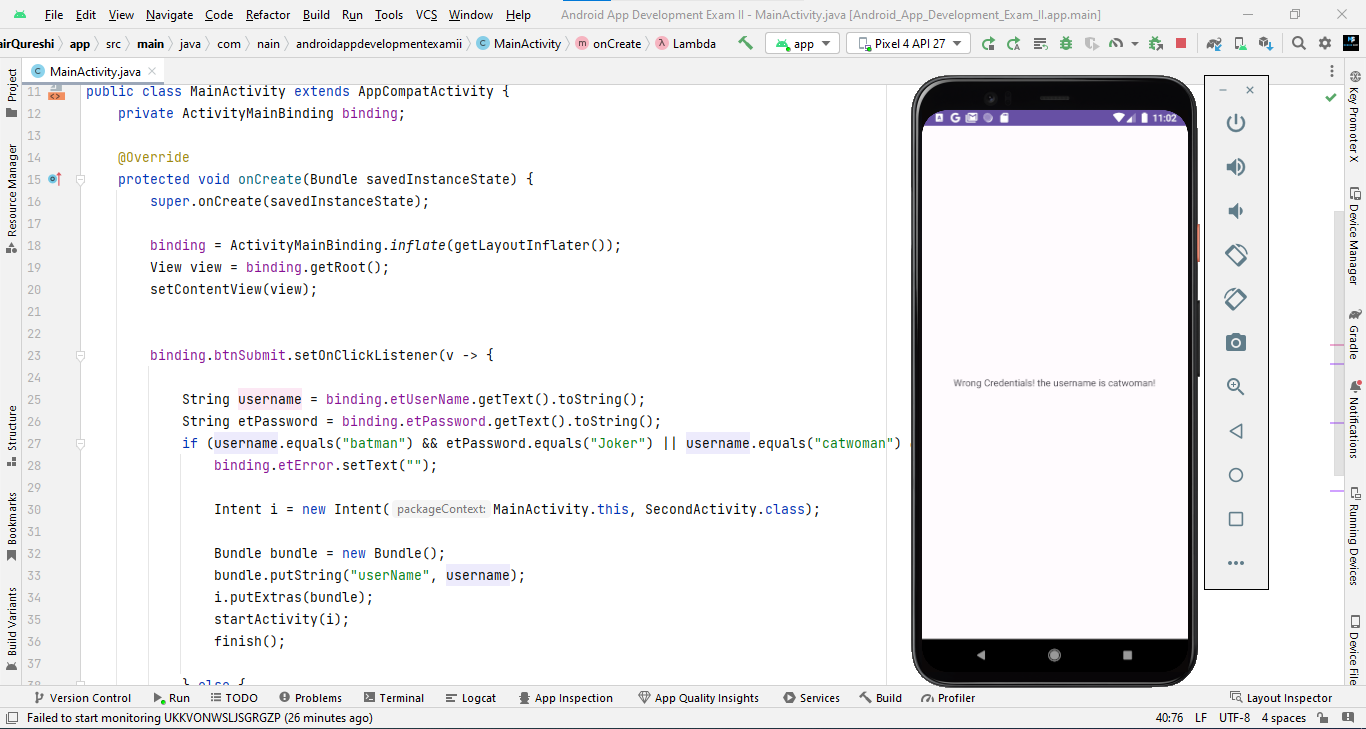 File Edit View Navigate Code Refactor Build Run Tools VCS Window Help Android App Development Exam II - MainActivity.java [Android_App_Development_Exam_II.app.main]
airQureshi app src main java com nain androidappdevelopmentexamii MainActivity onCreate Lambda app Pixel 4 API 27
Project
Resource Manager
Structure
Bookmarks
Build Variants
MainActivity.java
11 public class MainActivity extends AppCompatActivity {
12 private ActivityMainBinding binding;
13
14 @Override
15 protected void onCreate(Bundle savedInstanceState) {
16 super.onCreate(savedInstanceState);
17
18 binding = ActivityMainBinding.inflate(getLayoutInflater());
19 View view = binding.getRoot();
20 setContentView(view);
21
22
23 binding.btnSubmit.setOnClickListener(v -> {
24
25 String username = binding.etUserName.getText().toString();
26 String etPassword = binding.etPassword.getText().toString();
27 if (username.equals("batman") && etPassword.equals("Joker") || username.equals("catwoman")
28 binding.etError.setText("");
29
30 Intent i = new Intent( packageContext: MainActivity.this, SecondActivity.class);
31
32 Bundle bundle = new Bundle();
33 bundle.putString("userName", username);
34 i.putExtras(bundle);
35 startActivity(i);
36 finish();
37
} else {
11:02
Wrong Credentials! the username is catwoman!
Key Promoter X
Device Manager
Gradle
Notifications
Running Devices
Device File
Version Control Run TODO Problems Terminal Logcat App Inspection App Quality Insights Services Build Profiler Layout Inspector
Failed to start monitoring UKKVONWSLJSGRGZP (26 minutes ago) 40:76 LF UTF-8 4 spaces